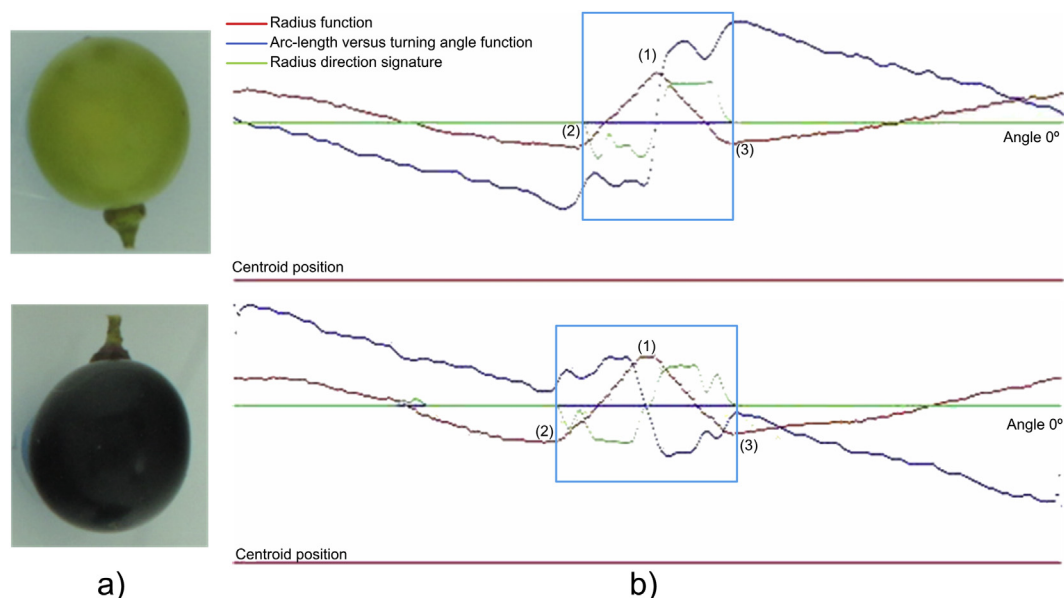 Radius function
Arc-length versus turning angle function
Radius direction signature
(1)
(2)
(3)
Angle 0º
Centroid position
(1)
(2)
(3)
Angle 0º
Centroid position
a)
b)